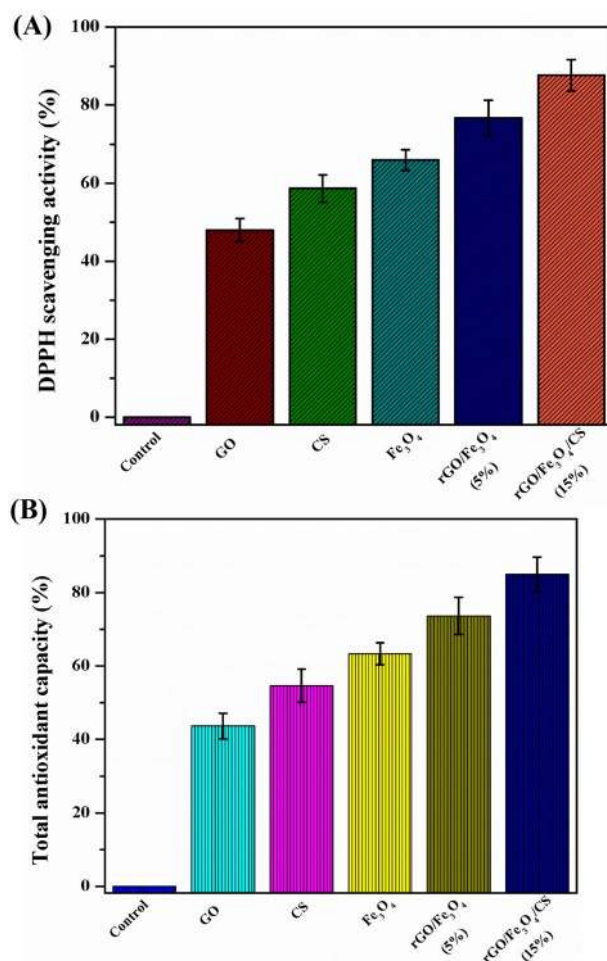 (A)
DPPH scavenging activity (%)
100
80
60
40
20
0
Control
GO
CS
Fe₃O₄
rGO/Fe₃O₄
(5%)
rGO/Fe₃O₄/CS
(15%)
(B)
Total antioxidant capacity (%)
100
80
60
40
20
0
Control
GO
CS
Fe₃O₄
rGO/Fe₃O₄
(5%)
rGO/Fe₃O₄/CS
(15%)